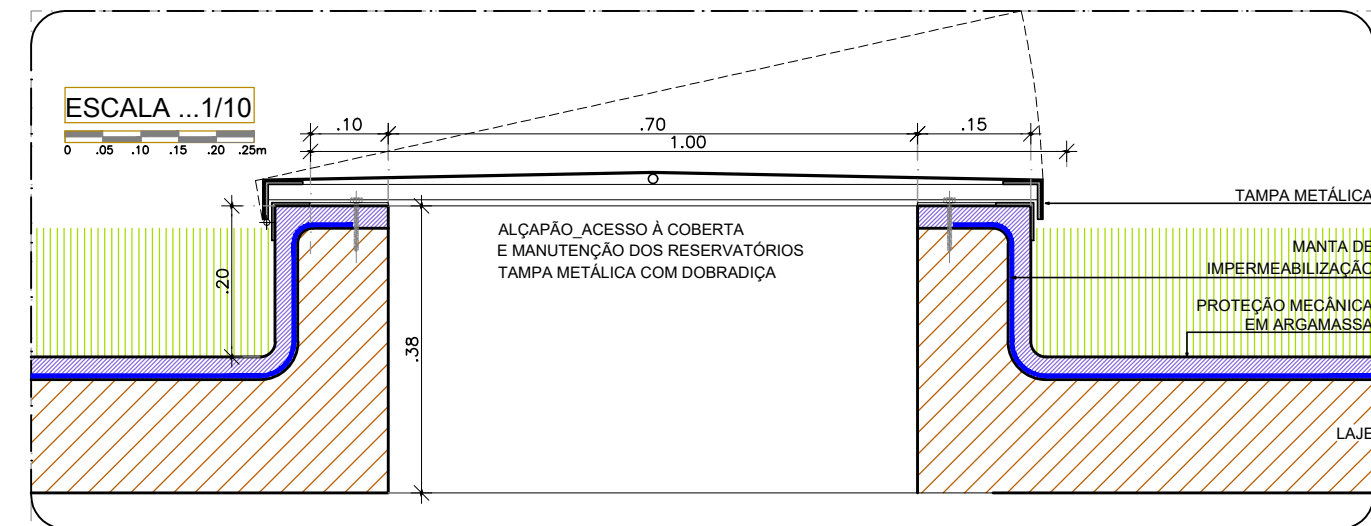 ESCALA ...1/10
0 .05 .10 .15 .20 .25m
.10 .70 .15
1.00
TAMPA METÁLICA
ALÇAPÃO_ACESSO À COBERTA
E MANUTENÇÃO DOS RESERVATÓRIOS
TAMPA METÁLICA COM DOBRADIÇA
MANTA DE
IMPERMEABILIZAÇÃO
.20
PROTEÇÃO MECÂNICA
EM ARGAMASSA
.38
LAJE